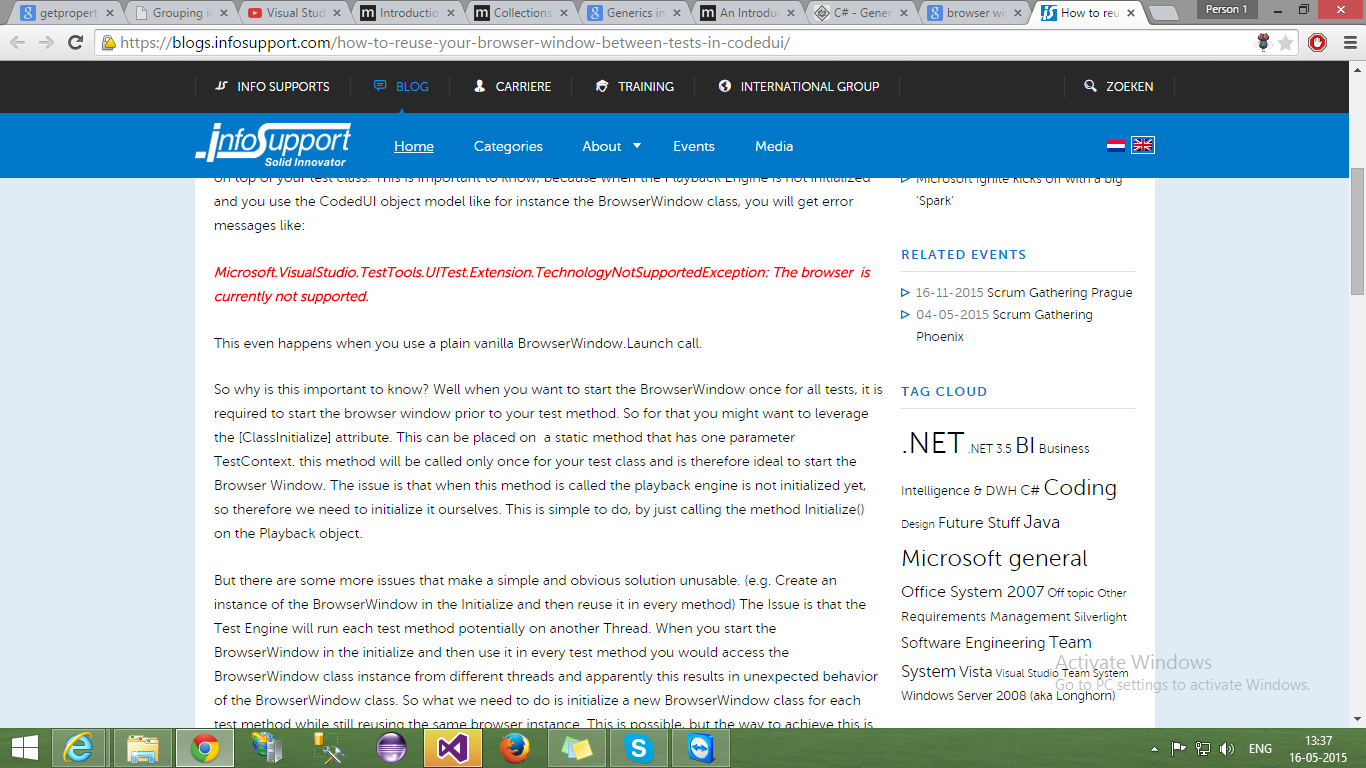 getpropert
Grouping i
Visual Stud
Introductio
Collections
Generics in
An Introdu
C# - Gener
browser wi
How to reu
Person 1
https://blogs.infosupport.com/how-to-reuse-your-browser-window-between-tests-in-codedui/
INFO SUPPORTS
BLOG
CARRIERE
TRAINING
INTERNATIONAL GROUP
ZOEKEN
infoSupport
Solid Innovator
Home
Categories
About
Events
Media
on top of your test class. This is important to know, because when the Playback Engine is not initialized
and you use the CodedUI object model like for instance the BrowserWindow class, you will get error
messages like:
Microsoft.VisualStudio.TestTools.UITest.Extension.TechnologyNotSupportedException: The browser  is
currently not supported.
This even happens when you use a plain vanilla BrowserWindow.Launch call.
So why is this important to know? Well when you want to start the BrowserWindow once for all tests, it is
required to start the browser window prior to your test method. So for that you might want to leverage
the [ClassInitialize] attribute. This can be placed on  a static method that has one parameter
TestContext. this method will be called only once for your test class and is therefore ideal to start the
Browser Window. The issue is that when this method is called the playback engine is not initialized yet,
so therefore we need to initialize it ourselves. This is simple to do, by just calling the method Initialize()
on the Playback object.
But there are some more issues that make a simple and obvious solution unusable. (e.g. Create an
instance of the BrowserWindow in the Initialize and then reuse it in every method) The Issue is that the
Test Engine will run each test method potentially on another Thread. When you start the
BrowserWindow in the initialize and then use it in every test method you would access the
BrowserWindow class instance from different threads and apparently this results in unexpected behavior
of the BrowserWindow class. So what we need to do is initialize a new BrowserWindow class for each
test method while still reusing the same browser instance. This is possible, but the way to achieve this is
Microsoft Ignite kicks off with a big
'Spark'
RELATED EVENTS
16-11-2015 Scrum Gathering Prague
04-05-2015 Scrum Gathering
Phoenix
TAG CLOUD
.NET .NET 3.5 BI Business
Intelligence & DWH C# Coding
Design Future Stuff Java
Microsoft general
Office System 2007 Off topic Other
Requirements Management Silverlight
Software Engineering Team
System Vista Visual Studio Team System
Windows Server 2008 (aka Longhorn)
Activate Windows
Go to PC settings to activate Windows.
ENG
13:37
16-05-2015